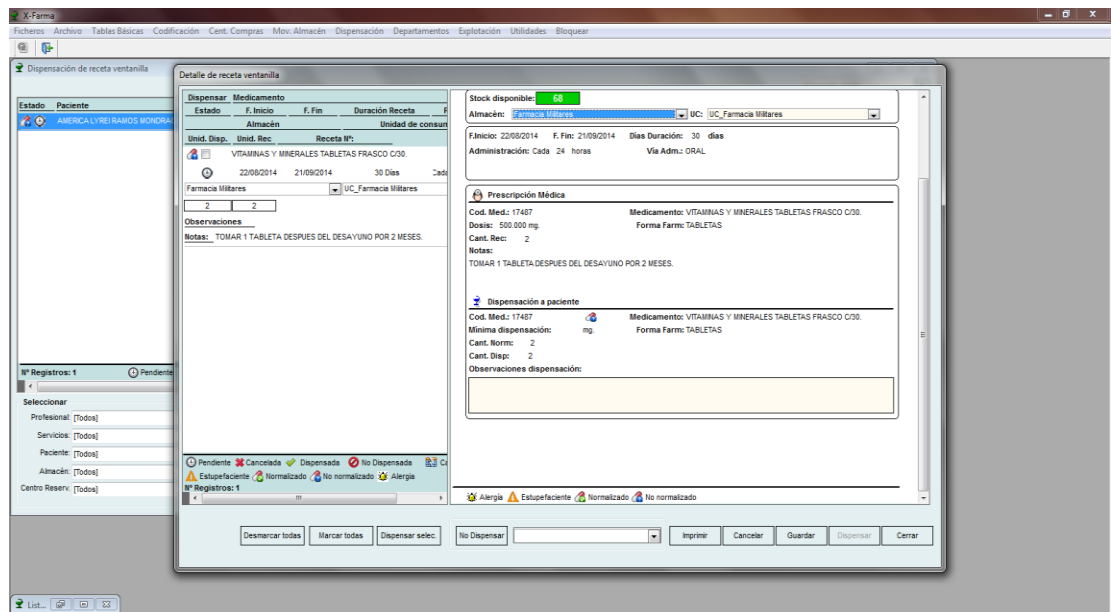 X-Farma
Ficheros Archivo Tablas Básicas Codificación Cent. Compras Mov. Almacén Dispensación Departamentos Explotación Utilidades Bloquear
Dispensación de receta ventanilla
Estado Paciente
AMERICA LYREI RAMOS MONDRA
Nº Registros: 1 Pendiente
Seleccionar
Profesional: [Todos]
Servicios: [Todos]
Paciente: [Todos]
Almacén: [Todos]
Centro Reserv. [Todos]
Detalle de receta ventanilla
Dispensar Medicamento
Estado F. Inicio F. Fin Duración Receta F
Almacén Unidad de consun
Unid. Disp. Unid. Rec Receta Nº:
VITAMINAS Y MINERALES TABLETAS FRASCO C/30.
22/08/2014 21/09/2014 30 Días Cada
Farmacia Militares UC_Farmacia Militares
2 2
Observaciones
Notas: TOMAR 1 TABLETA DESPUES DEL DESAYUNO POR 2 MESES.
Pendiente Cancelada Dispensada No Dispensada Ca
Estupefaciente Normalizado No normalizado Alergia
Nº Registros: 1
Stock disponible: 68
Almacén: Farmacia Militares UC: UC_Farmacia Militares
F.Inicio: 22/08/2014 F. Fin: 21/09/2014 Días Duración: 30 días
Administración: Cada 24 horas Via Adm.: ORAL
Prescripción Médica
Cod. Med.: 17487 Medicamento: VITAMINAS Y MINERALES TABLETAS FRASCO C/30.
Dosis: 500.000 mg. Forma Farm: TABLETAS
Cant. Rec: 2
Notas:
TOMAR 1 TABLETA DESPUES DEL DESAYUNO POR 2 MESES.
Dispensación a paciente
Cod. Med.: 17487 Medicamento: VITAMINAS Y MINERALES TABLETAS FRASCO C/30.
Mínima dispensación: mg. Forma Farm: TABLETAS
Cant. Norm: 2
Cant. Disp: 2
Observaciones dispensación:
Alergia Estupefaciente Normalizado No normalizado
Desmarcar todas Marcar todas Dispensar selec. No Dispensar Imprimir Cancelar Guardar Dispensar Cerrar
List...